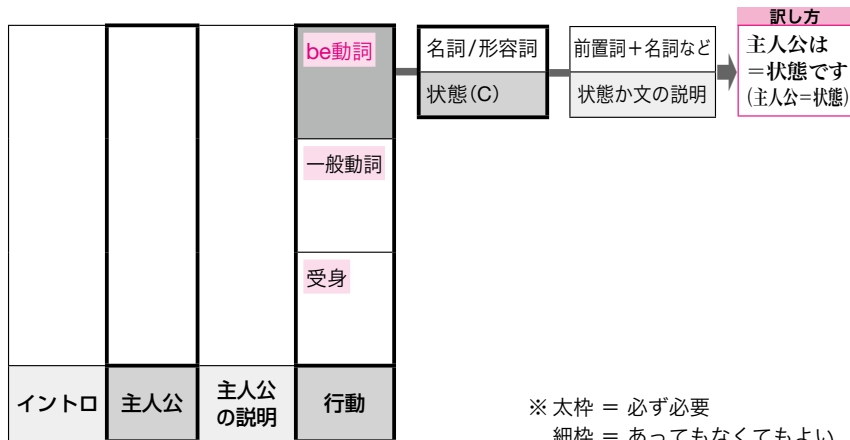 訳し方
be動詞
名詞/形容詞
前置詞+名詞など
主人公は
=状態です
(主人公=状態)
状態(C)
状態か文の説明
一般動詞
受身
イントロ
主人公
主人公
の説明
行動
※ 太枠 = 必ず必要
細枠 = あってもなくてもよい